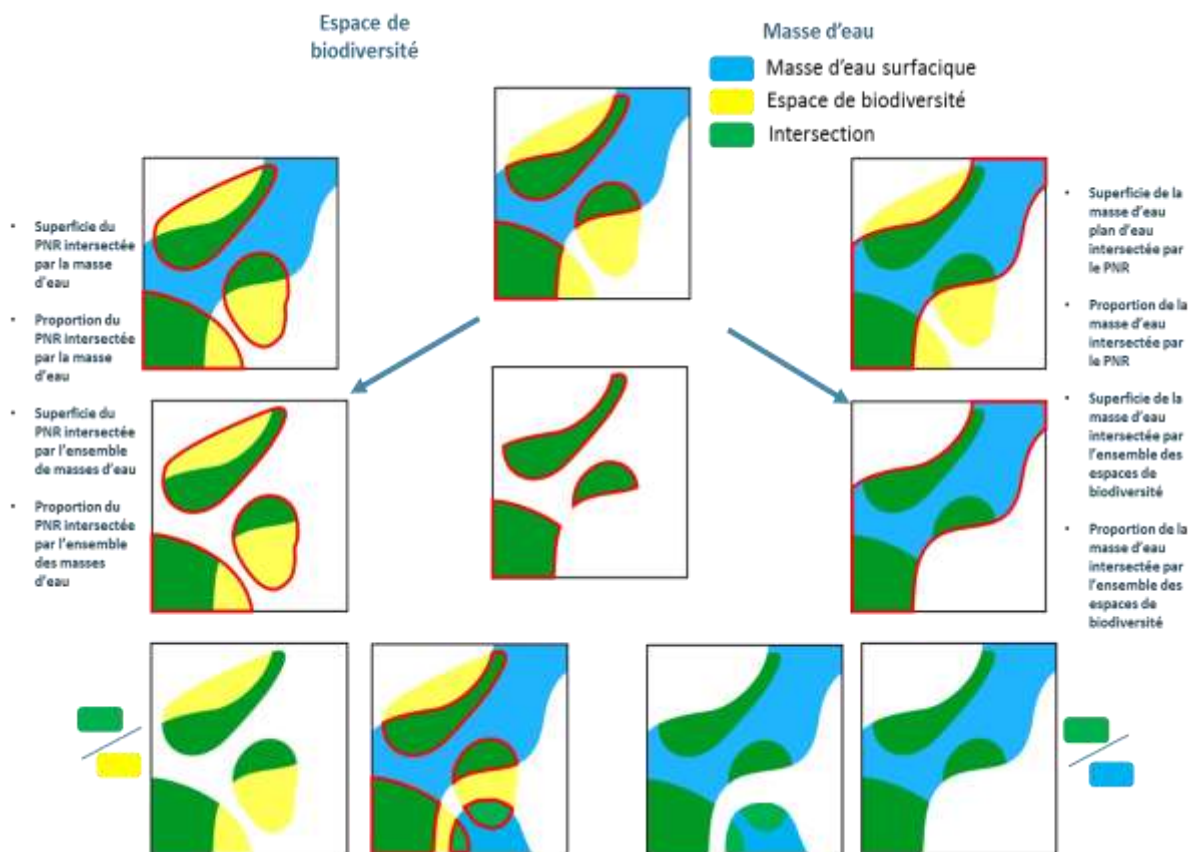 Espace de
biodiversité
Masse d'eau
Masse d'eau surfacique
Espace de biodiversité
Intersection
• Superficie du
PNR intersectée
par la masse
d'eau
• Proportion du
PNR intersectée
par la masse
d'eau
• Superficie du
PNR intersectée
par l'ensemble
de masses d'eau
• Proportion du
PNR intersectée
par l'ensemble
des masses
d'eau
• Superficie de la
masse d'eau
plan d'eau
intersectée par
le PNR
• Proportion de la
masse d'eau
intersectée par
le PNR
• Superficie de la
masse d'eau
intersectée par
l'ensemble des
espaces de
biodiversité
• Proportion de la
masse d'eau
intersectée par
l'ensemble des
espaces de
biodiversité